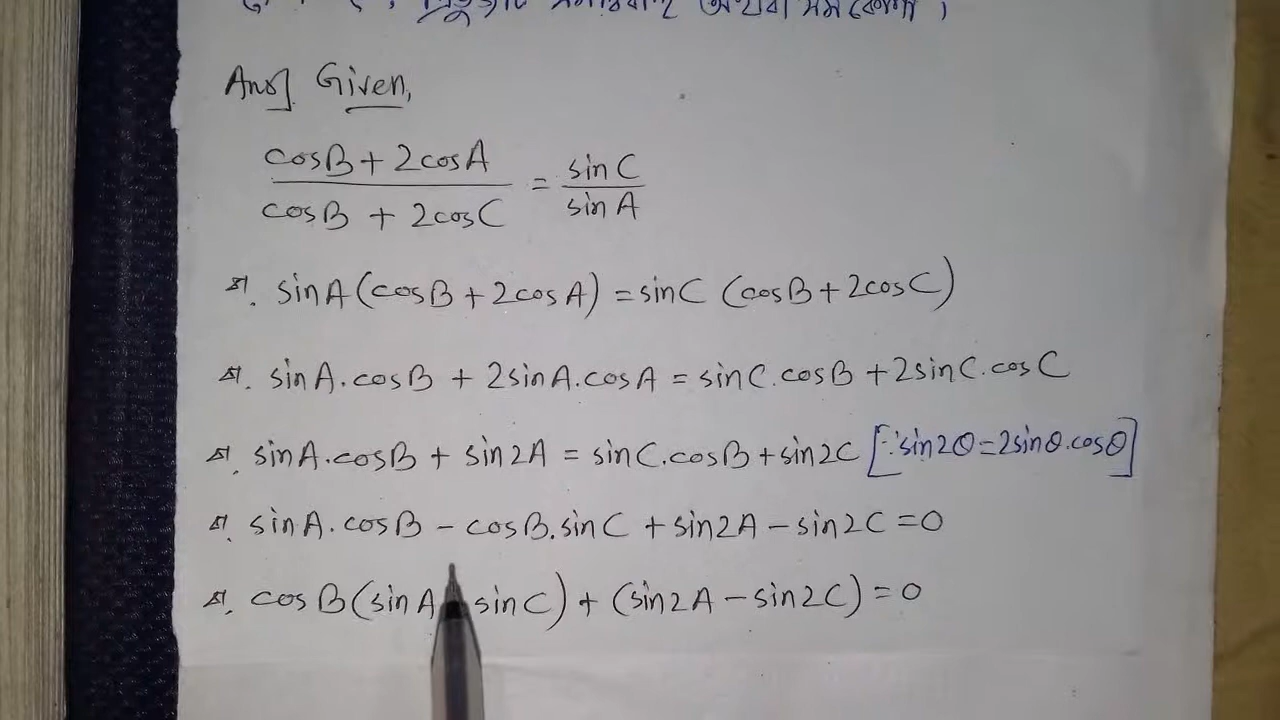 অথবা সমকোণী ।
Ans] Given,
cosB + 2cosA / cosB + 2cosC = sinC / sinA
বা. sinA(cosB + 2cosA) = sinC (cosB + 2cosC)
বা. sinA.cosB + 2sinA.cosA = sinC.cosB + 2sinC.cosC
বা. sinA.cosB + sin2A = sinC.cosB + sin2C [∵ sin2θ = 2sinθ.cosθ]
বা. sinA.cosB - cosB.sinC + sin2A - sin2C = 0
বা. cosB(sinA sinC) + (sin2A - sin2C) = 0